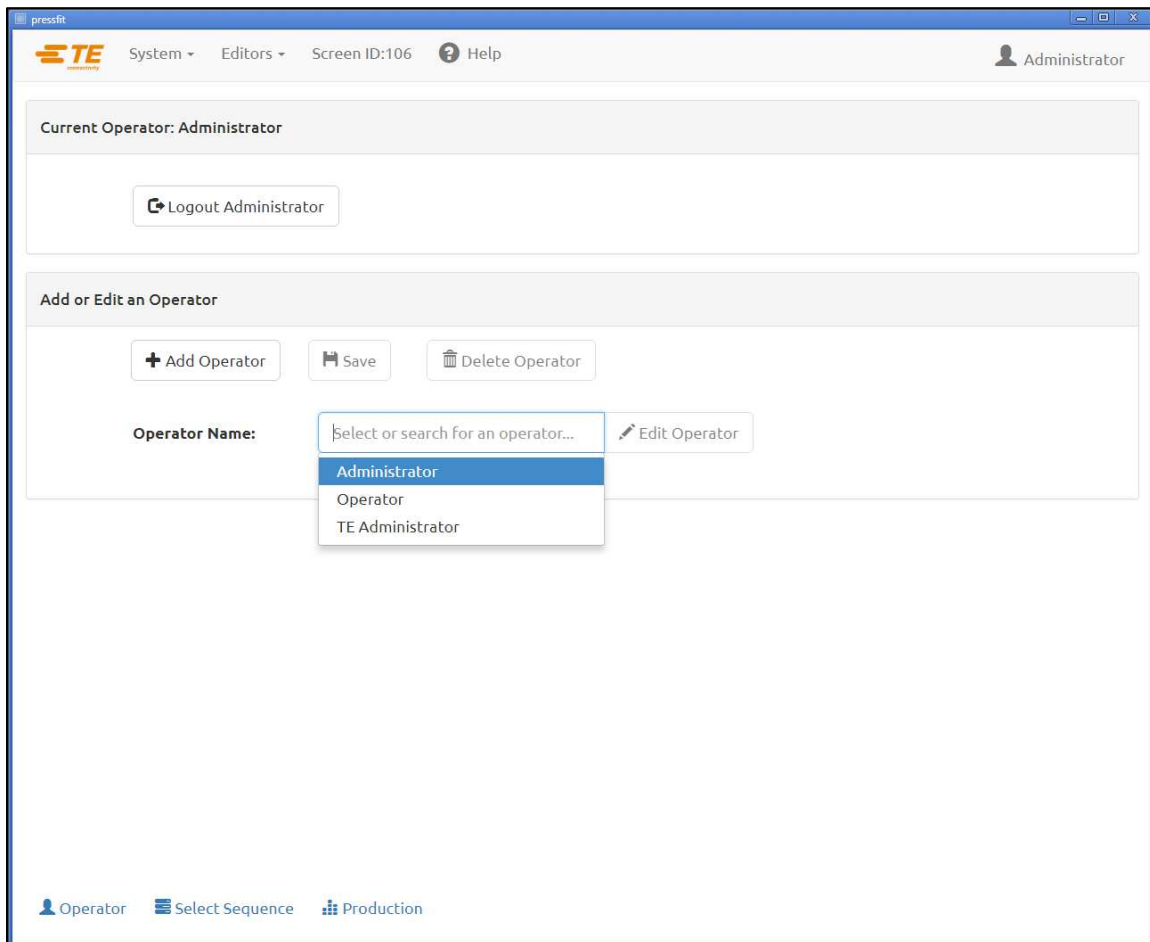 pressfit
TE connectivity System Editors Screen ID:106 Help Administrator
Current Operator: Administrator
Logout Administrator
Add or Edit an Operator
Add Operator Save Delete Operator
Operator Name: Select or search for an operator... Edit Operator
Administrator
Operator
TE Administrator
Operator Select Sequence Production